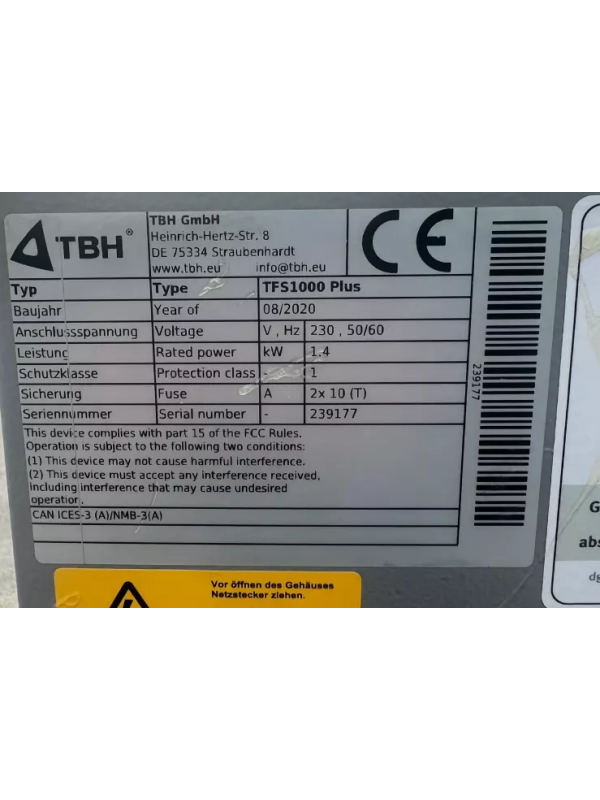 TBH®
TBH GmbH
Heinrich-Hertz-Str. 8
DE 75334 Straubenhardt
www.tbh.eu info@tbh.eu
CE
Typ Type TFS1000 Plus
Baujahr Year of 08/2020
Anschlussspannung Voltage V , Hz 230 , 50/60
Leistung Rated power kW 1.4
Schutzklasse Protection class - 1
Sicherung Fuse A 2x 10 (T)
Seriennummer Serial number - 239177
239177
This device complies with part 15 of the FCC Rules.
Operation is subject to the following two conditions:
(1) This device may not cause harmful interference.
(2) This device must accept any interference received,
including interference that may cause undesired
operation.
CAN ICES-3 (A)/NMB-3(A)
Vor öffnen des Gehäuses
Netzstecker ziehen.
G
abs
dg